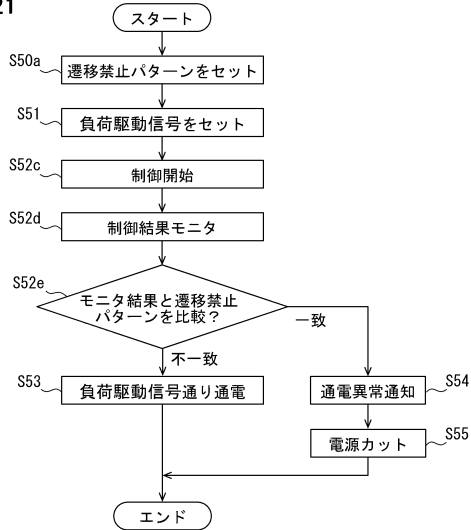 21
スタート
S50a
遷移禁止パターンをセット
S51
負荷駆動信号をセット
S52c
制御開始
S52d
制御結果モニタ
S52e
モニタ結果と遷移禁止
パターンを比較？
一致
不一致
S53
負荷駆動信号通り通電
通電異常通知
S54
電源カット
S55
エンド